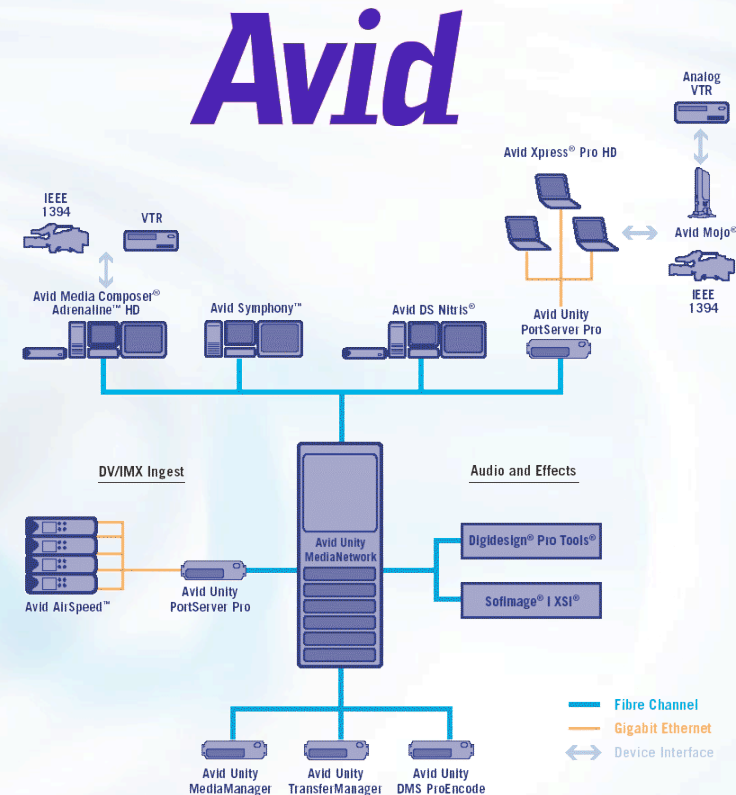 Avid
Analog
VTR
Avid Xpress® Pro HD
IEEE
1394
VTR
Avid Mojo®
IEEE
1394
Avid Media Composer®
Adrenaline™ HD
Avid Symphony™
Avid DS Nitris®
Avid Unity
PortServer Pro
DV/IMX Ingest
Audio and Effects
Avid Unity
MediaNetwork
Digidesign® Pro Tools®
Avid AirSpeed™
Avid Unity
PortServer Pro
Sofimage® | XSI®
Fibre Channel
Gigabit Ethernet
Device Interface
Avid Unity
MediaManager
Avid Unity
TransferManager
Avid Unity
DMS ProEncode